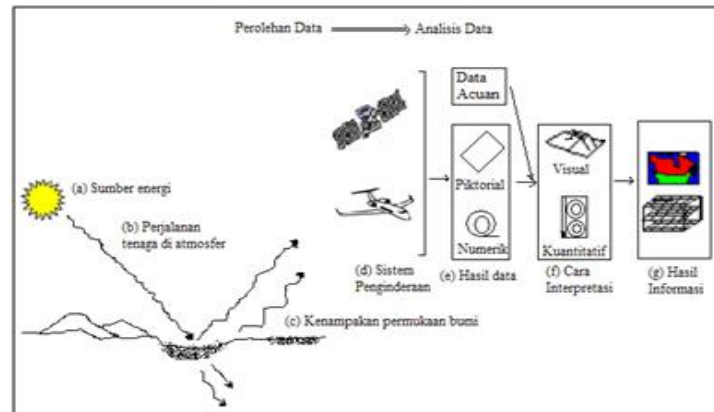 Perolehan Data
Analisis Data
Data
Acuan
(a) Sumber energi
(b) Perjalanan
tenaga di atmosfer
Piktorial
Numerik
Visual
Kuantitatif
(c) Kenampakan permukaan bumi
(d) Sistem
Penginderaan
(e) Hasil data
(f) Cara
Interpretasi
(g) Hasil
Informasi